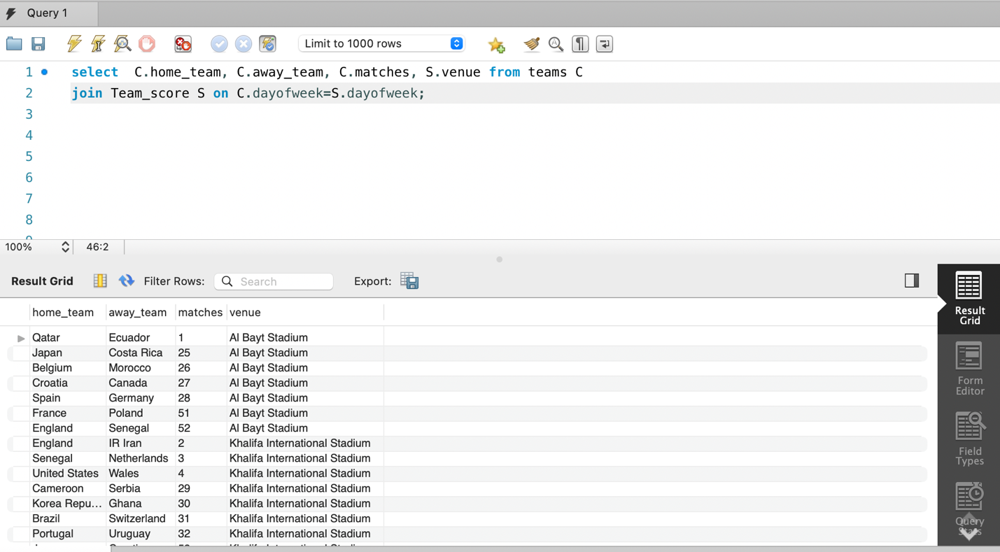 Query 1
Limit to 1000 rows
1 select C.home_team, C.away_team, C.matches, S.venue from teams C
2 join Team_score S on C.dayofweek=S.dayofweek;
3
4
5
6
7
8
100% 46:2
Result Grid Filter Rows: Search Export:
home_team away_team matches venue
Qatar Ecuador 1 Al Bayt Stadium
Japan Costa Rica 25 Al Bayt Stadium
Belgium Morocco 26 Al Bayt Stadium
Croatia Canada 27 Al Bayt Stadium
Spain Germany 28 Al Bayt Stadium
France Poland 51 Al Bayt Stadium
England Senegal 52 Al Bayt Stadium
England IR Iran 2 Khalifa International Stadium
Senegal Netherlands 3 Khalifa International Stadium
United States Wales 4 Khalifa International Stadium
Cameroon Serbia 29 Khalifa International Stadium
Korea Repu... Ghana 30 Khalifa International Stadium
Brazil Switzerland 31 Khalifa International Stadium
Portugal Uruguay 32 Khalifa International Stadium
Result
Grid
Form
Editor
Field
Types
Query
Stats